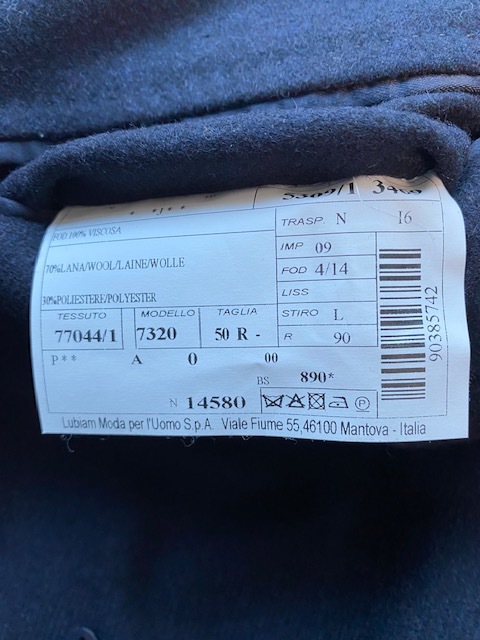 FOD.100% VISCOSA
70%LANA/WOOL/LAINE/WOLLE
30%POLIESTERE/POLYESTER
TESSUTO MODELLO TAGLIA
77044/1 7320 50 R -
TRASP. N 16
IMP 09
FOD 4/14
LISS
STIRO L
R 90
P** A 0 00
BS 890*
N 14580
90385742
Lubiam Moda per l'Uomo S.p.A. Viale Fiume 55,46100 Mantova - Italia